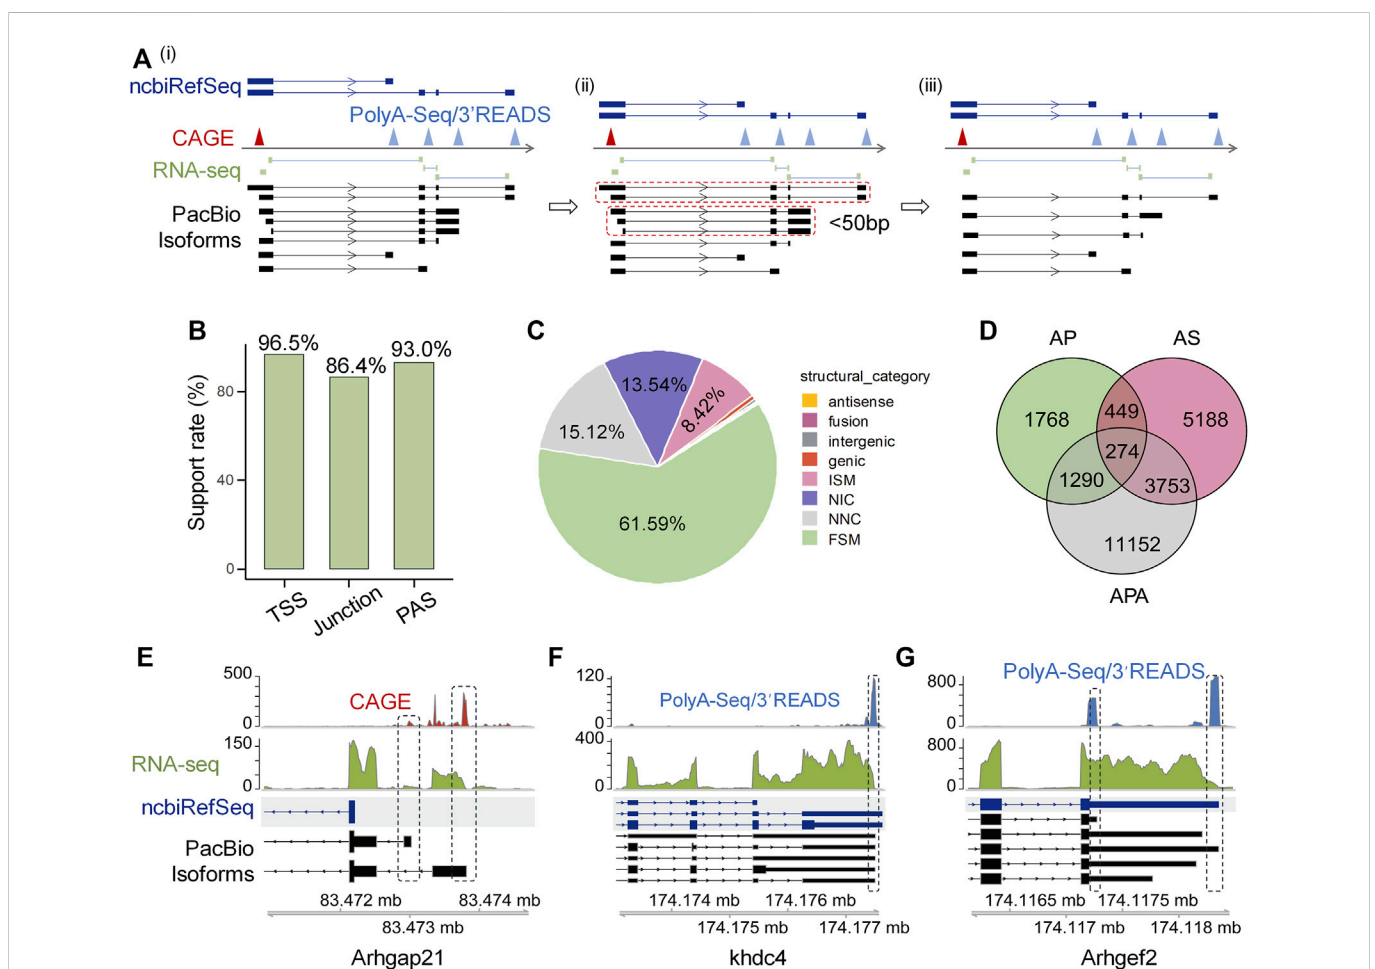 A (i)
ncbiRefSeq
PolyA-Seq/3'READS
CAGE
RNA-seq
PacBio
Isoforms
(ii)
<50bp
(iii)
B
96.5%
86.4%
93.0%
Support rate (%)
80
40
0
TSS
Junction
PAS
C
13.54%
8.42%
15.12%
61.59%
structural_category
antisense
fusion
intergenic
genic
ISM
NIC
NNC
FSM
D
AP
AS
1768
449
5188
274
1290
3753
11152
APA
E
500
CAGE
0
150
RNA-seq
0
ncbiRefSeq
PacBio
Isoforms
83.472 mb
83.474 mb
83.473 mb
Arhgap21
F
120
PolyA-Seq/3'READS
0
400
0
174.174 mb
174.176 mb
174.175 mb
174.177 mb
khdc4
G
PolyA-Seq/3'READS
800
0
800
0
174.1165 mb
174.1175 mb
174.117 mb
174.118 mb
Arhgef2